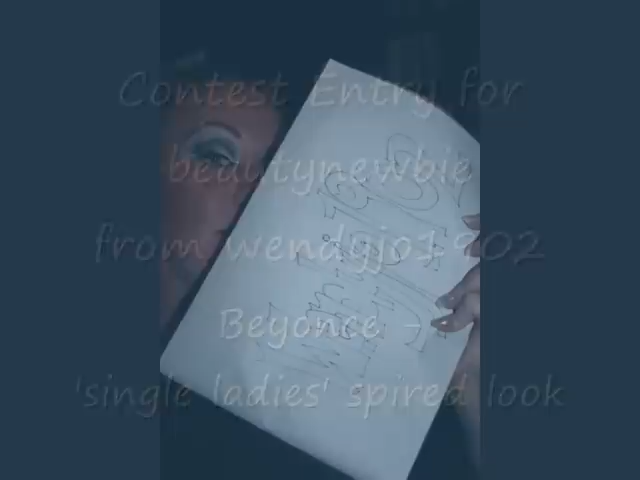 Contest Entry for
beautynewbie
from wendyjo1902
Beyonce -
'single ladies' spired look